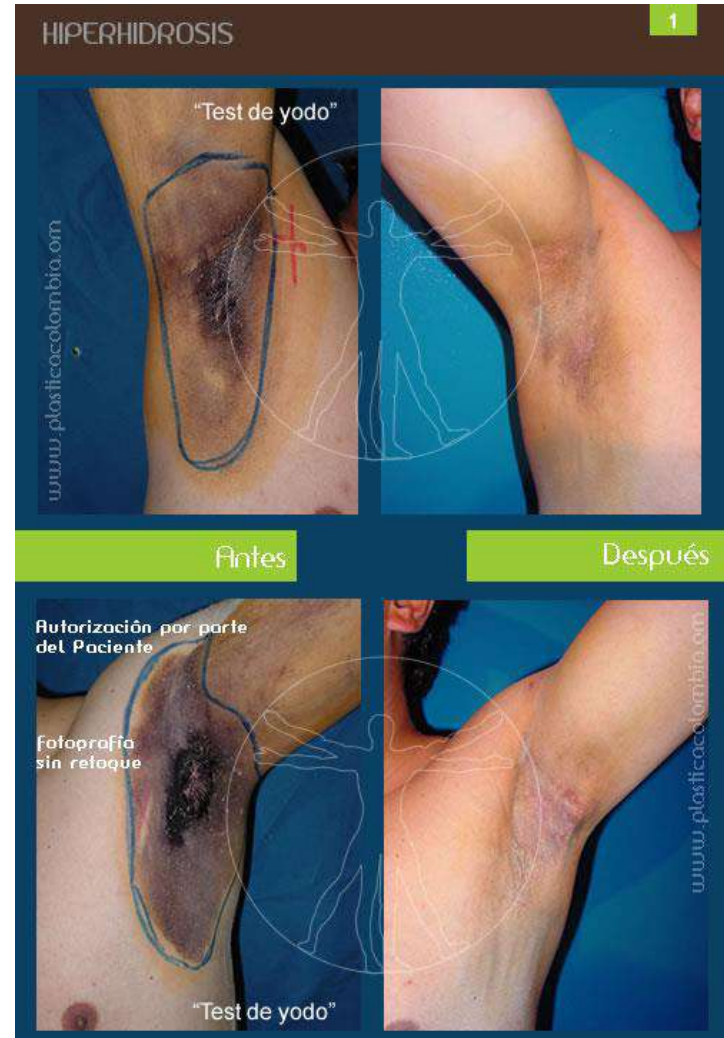 HIPERHIDROSIS
1
"Test de yodo"
www.plasticacolombia.om
Antes
Después
Autorización por parte
del Paciente
fotoprofía
sin retoque
www.plasticacolombia.om
"Test de yodo"